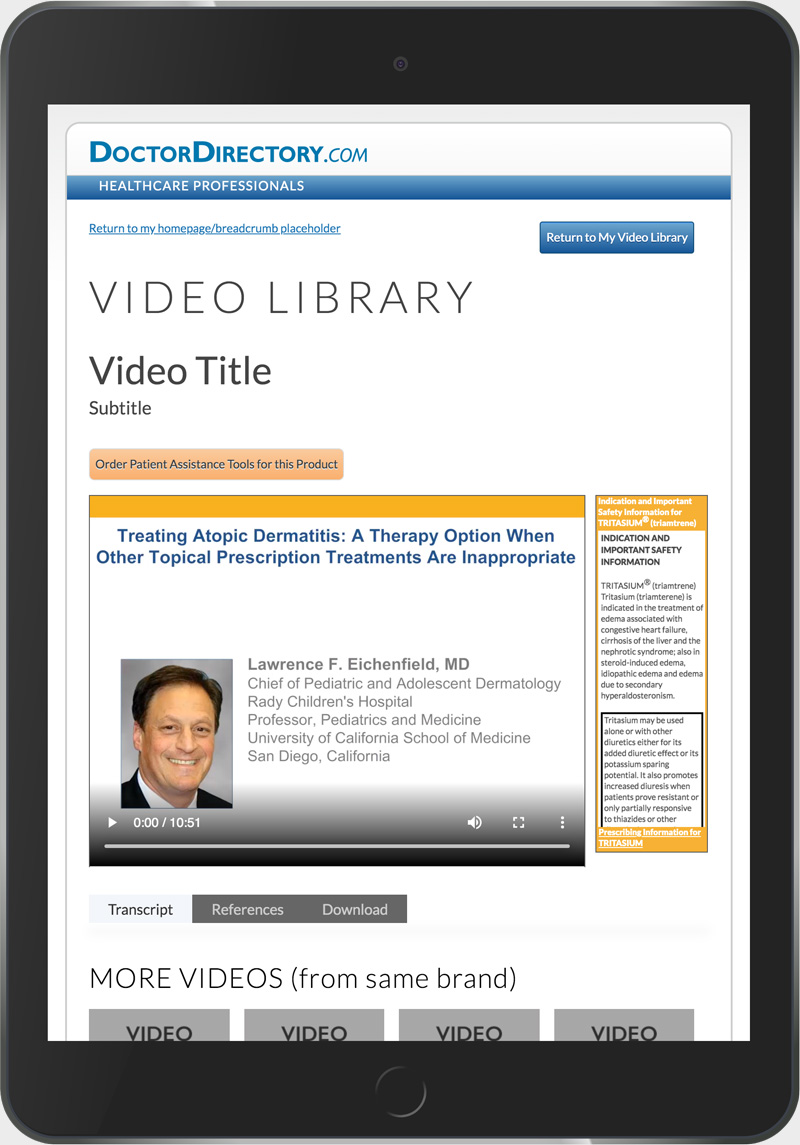 DOCTORDIRECTORY.COM
HEALTHCARE PROFESSIONALS
Return to my homepage/breadcrumb placeholder
Return to My Video Library
VIDEO LIBRARY
Video Title
Subtitle
Order Patient Assistance Tools for this Product
Treating Atopic Dermatitis: A Therapy Option When
Other Topical Prescription Treatments Are Inappropriate
Lawrence F. Eichenfield, MD
Chief of Pediatric and Adolescent Dermatology
Rady Children's Hospital
Professor, Pediatrics and Medicine
University of California School of Medicine
San Diego, California
0:00 / 10:51
Indication and Important
Safety Information for
TRITASIUM® (triamtrene)
INDICATION AND
IMPORTANT SAFETY
INFORMATION
TRITASIUM® (triamtrene)
Tritasium (triamterene) is
indicated in the treatment of
edema associated with
congestive heart failure,
cirrhosis of the liver and the
nephrotic syndrome; also in
steroid-induced edema,
idiopathic edema and edema
due to secondary
hyperaldosteronism.
Tritasium may be used
alone or with other
diuretics either for its
added diuretic effect or its
potassium sparing
potential. It also promotes
increased diuresis when
patients prove resistant or
only partially responsive
to thiazides or other
Prescribing Information for
TRITASIUM
Transcript
References
Download
MORE VIDEOS (from same brand)
VIDEO
VIDEO
VIDEO
VIDEO